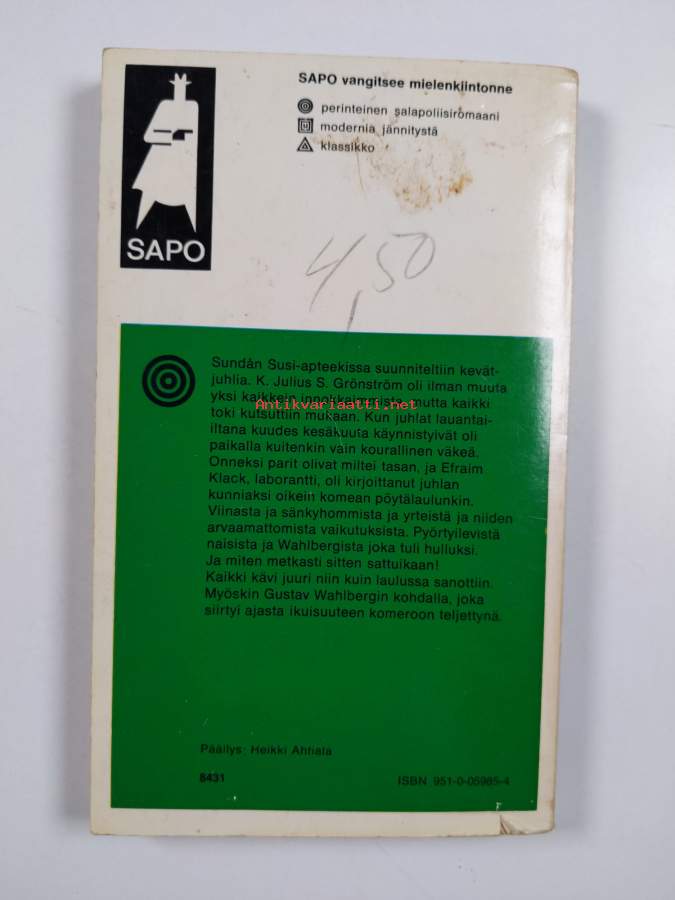 SAPO vangitsee mielenkiintonne
perinteinen salapoliisiromaani
modernia jännitystä
klassikko
SAPO
4,50
Sundån Susi-apteekissa suunniteltiin kevät-
juhlia. K. Julius S. Grönström oli ilman muuta
yksi kaikkein innokkaimmista, mutta kaikki
Antikvariaatti.net
toki kutsuttiin mukaan. Kun juhlat lauantai-
iltana kuudes kesäkuuta käynnistyivät oli
paikalla kuitenkin vain kourallinen väkeä.
Onneksi parit olivat miltei tasan, ja Efraim
Klack, laborantti, oli kirjoittanut juhlan
kunniaksi oikein komean pöytälaulunkin.
Viinasta ja sänkyhommista ja yrteistä ja niiden
arvaamattomista vaikutuksista. Pyörtyilevistä
naisista ja Wahlbergista joka tuli hulluksi.
Ja miten metkasti sitten sattuikaan!
Kaikki kävi juuri niin kuin laulussa sanottiin.
Myöskin Gustav Wahlbergin kohdalla, joka
siirtyi ajasta ikuisuuteen komeroon teljettynä.
Päällys: Heikki Ahtiala
8431
ISBN 951-0-05985-4